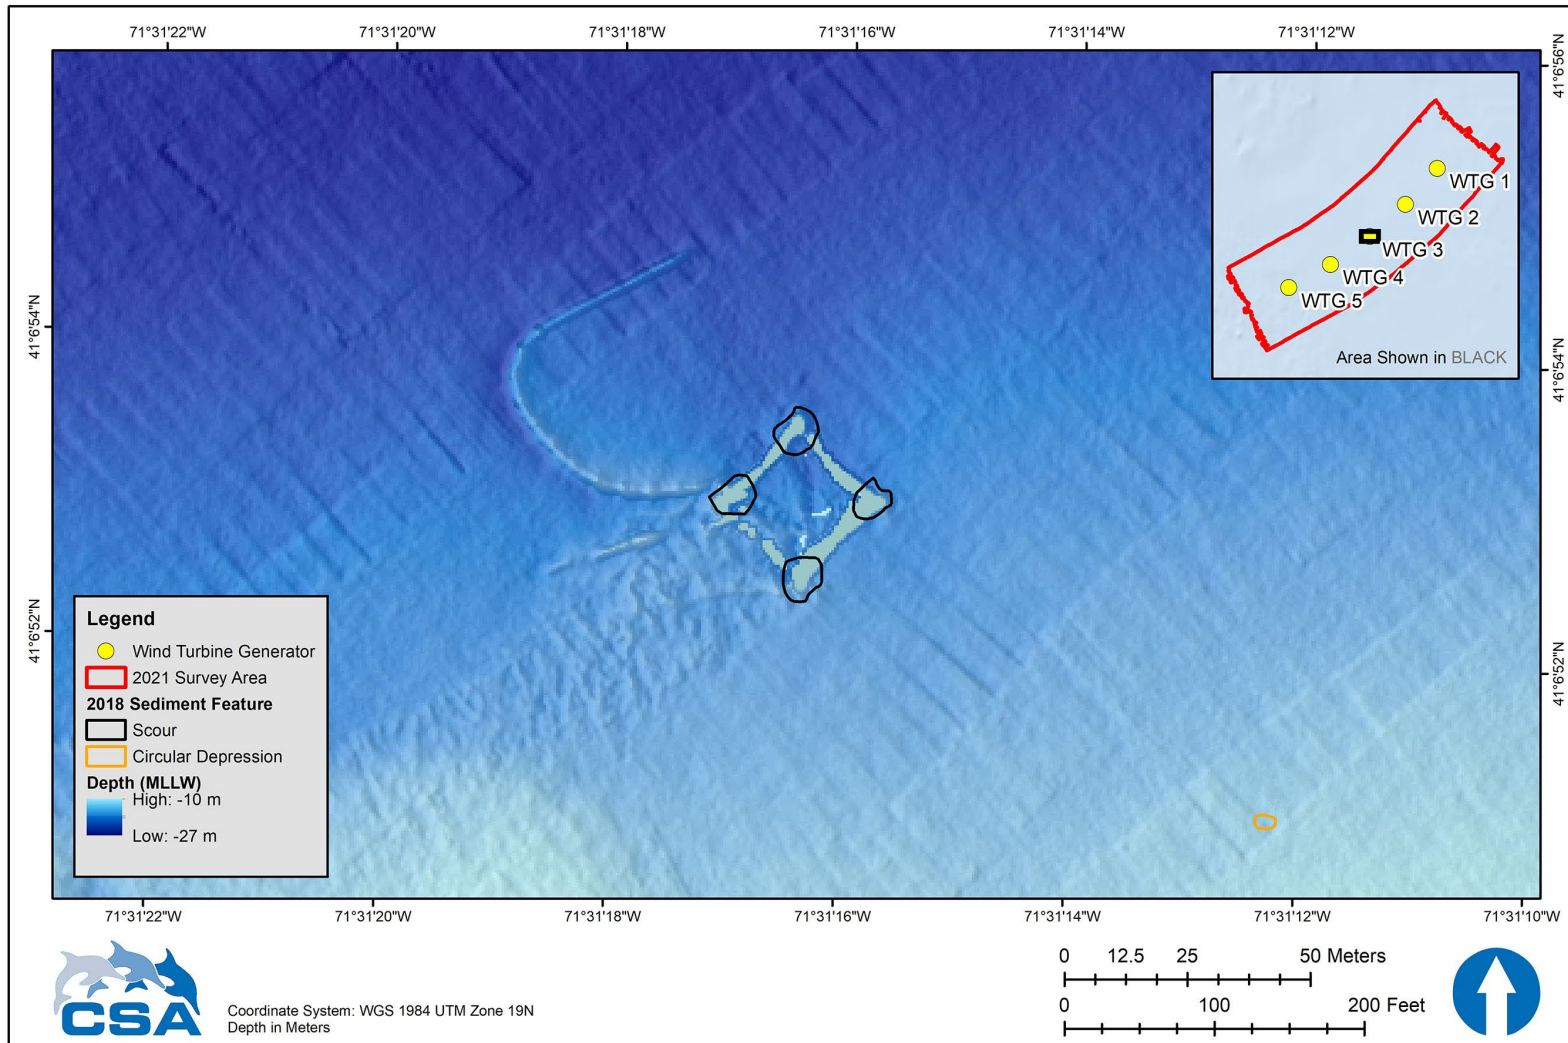 71°31'22"W 71°31'20"W 71°31'18"W 71°31'16"W 71°31'14"W 71°31'12"W
41°6'56"N
41°6'54"N
41°6'54"N
41°6'52"N
41°6'52"N
WTG 1
WTG 2
WTG 3
WTG 4
WTG 5
Area Shown in BLACK
Legend
Wind Turbine Generator
2021 Survey Area
2018 Sediment Feature
Scour
Circular Depression
Depth (MLLW)
High: -10 m
Low: -27 m
71°31'22"W 71°31'20"W 71°31'18"W 71°31'16"W 71°31'14"W 71°31'12"W 71°31'10"W
CSA
Coordinate System: WGS 1984 UTM Zone 19N
Depth in Meters
0 12.5 25 50 Meters
0 100 200 Feet